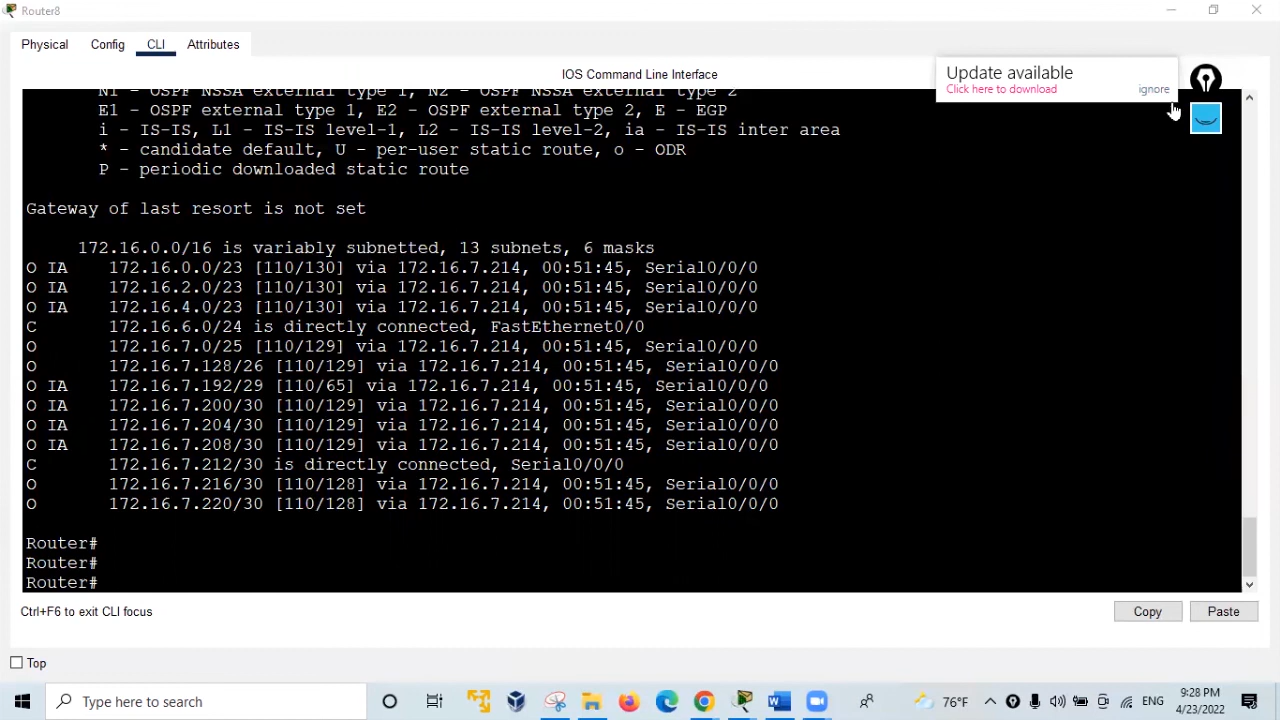 Router8
Physical Config CLI Attributes
IOS Command Line Interface
Update available
Click here to download ignore
N1 - OSPF NSSA external type 1, N2 - OSPF NSSA external type 2
E1 - OSPF external type 1, E2 - OSPF external type 2, E - EGP
i - IS-IS, L1 - IS-IS level-1, L2 - IS-IS level-2, ia - IS-IS inter area
* - candidate default, U - per-user static route, o - ODR
P - periodic downloaded static route
Gateway of last resort is not set
172.16.0.0/16 is variably subnetted, 13 subnets, 6 masks
O IA 172.16.0.0/23 [110/130] via 172.16.7.214, 00:51:45, Serial0/0/0
O IA 172.16.2.0/23 [110/130] via 172.16.7.214, 00:51:45, Serial0/0/0
O IA 172.16.4.0/23 [110/130] via 172.16.7.214, 00:51:45, Serial0/0/0
C 172.16.6.0/24 is directly connected, FastEthernet0/0
O 172.16.7.0/25 [110/129] via 172.16.7.214, 00:51:45, Serial0/0/0
O 172.16.7.128/26 [110/129] via 172.16.7.214, 00:51:45, Serial0/0/0
O IA 172.16.7.192/29 [110/65] via 172.16.7.214, 00:51:45, Serial0/0/0
O IA 172.16.7.200/30 [110/129] via 172.16.7.214, 00:51:45, Serial0/0/0
O IA 172.16.7.204/30 [110/129] via 172.16.7.214, 00:51:45, Serial0/0/0
O IA 172.16.7.208/30 [110/129] via 172.16.7.214, 00:51:45, Serial0/0/0
C 172.16.7.212/30 is directly connected, Serial0/0/0
O 172.16.7.216/30 [110/128] via 172.16.7.214, 00:51:45, Serial0/0/0
O 172.16.7.220/30 [110/128] via 172.16.7.214, 00:51:45, Serial0/0/0
Router#
Router#
Router#
Ctrl+F6 to exit CLI focus
Copy Paste
Top
Type here to search
76°F
ENG
9:28 PM
4/23/2022